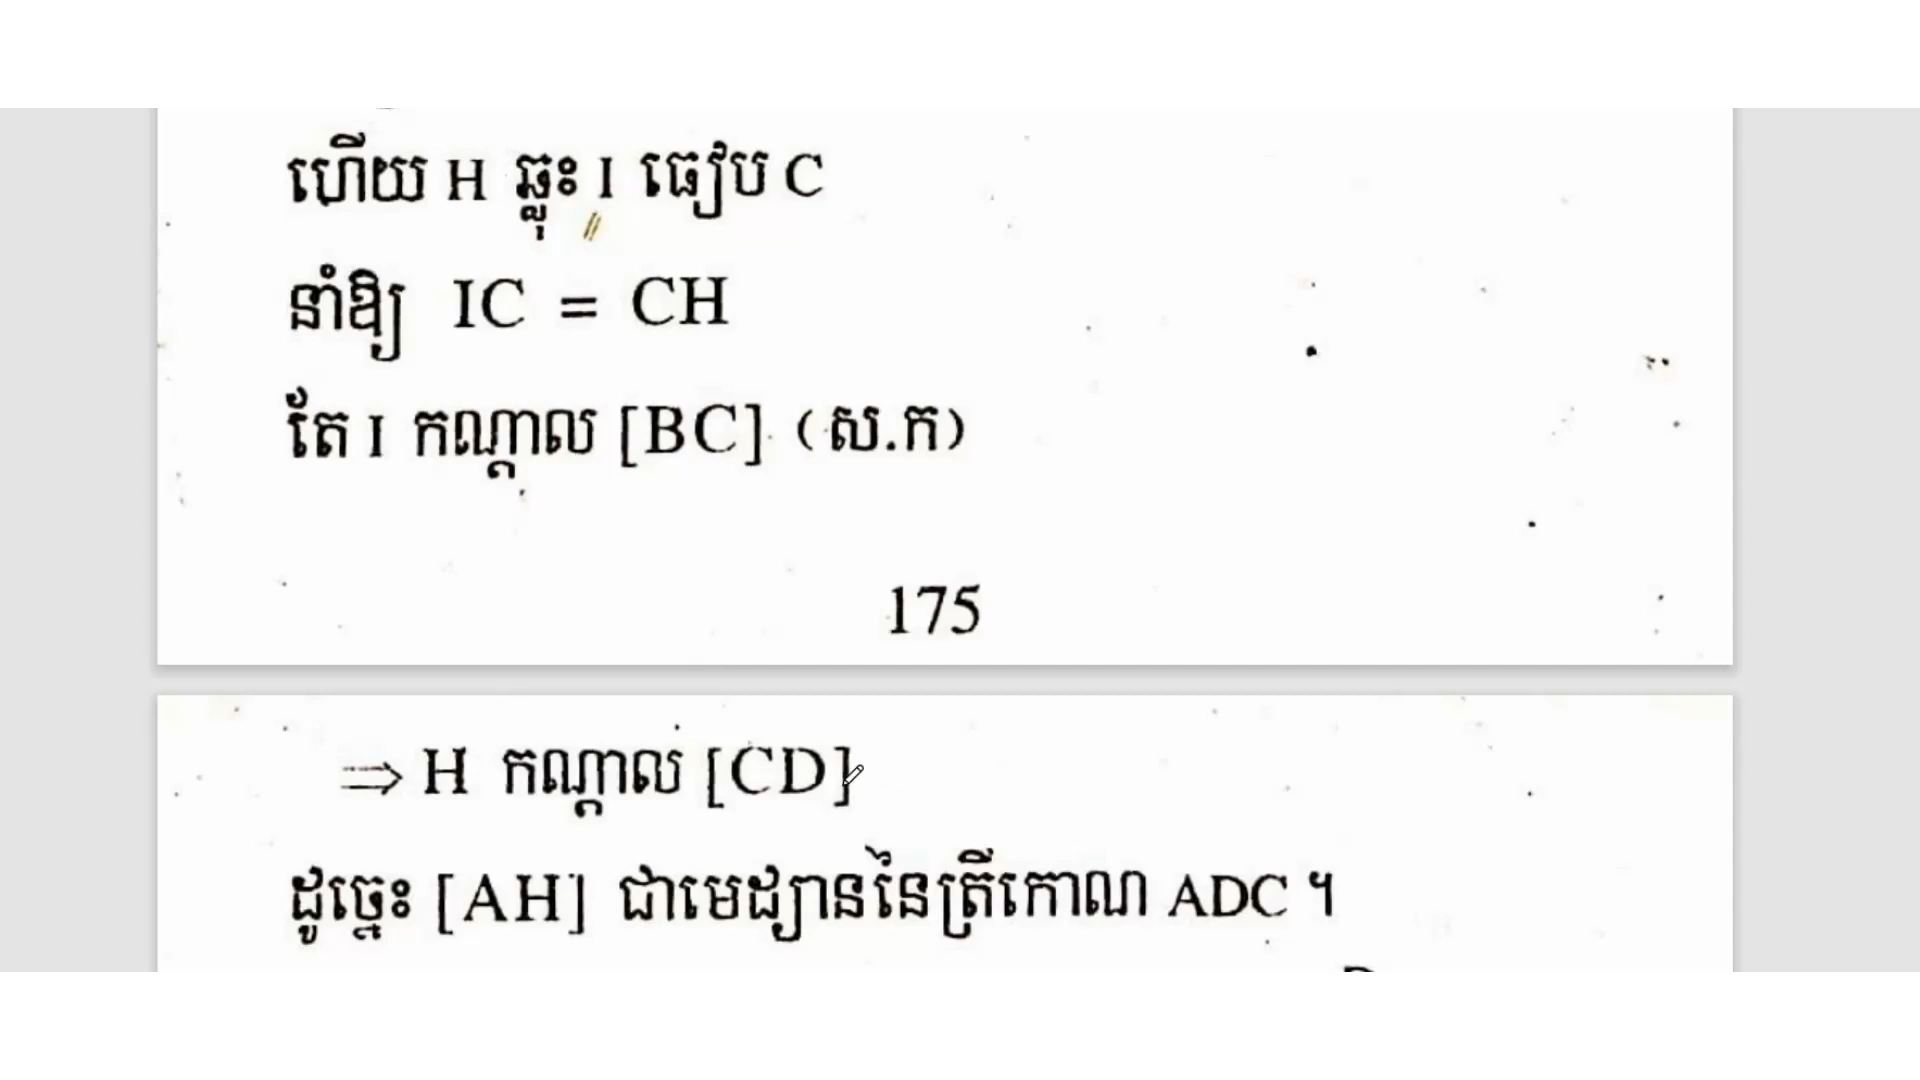 ហើយ H ឆ្លុះ I ធៀប C
នាំឱ្យ IC = CH
តែ I កណ្ដាល [BC] (ស.ក)
175
⇒ H កណ្ដាល [CD]
ដូច្នេះ [AH] ជាមេដ្យាននៃត្រីកោណ ADC ។